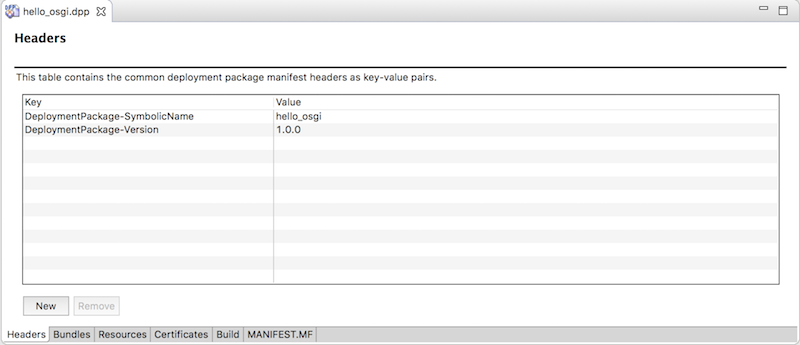 hello_osgi.dpp
Headers
This table contains the common deployment package manifest headers as key-value pairs.
Key Value
DeploymentPackage-SymbolicName hello_osgi
DeploymentPackage-Version 1.0.0
New Remove
Headers Bundles Resources Certificates Build MANIFEST.MF